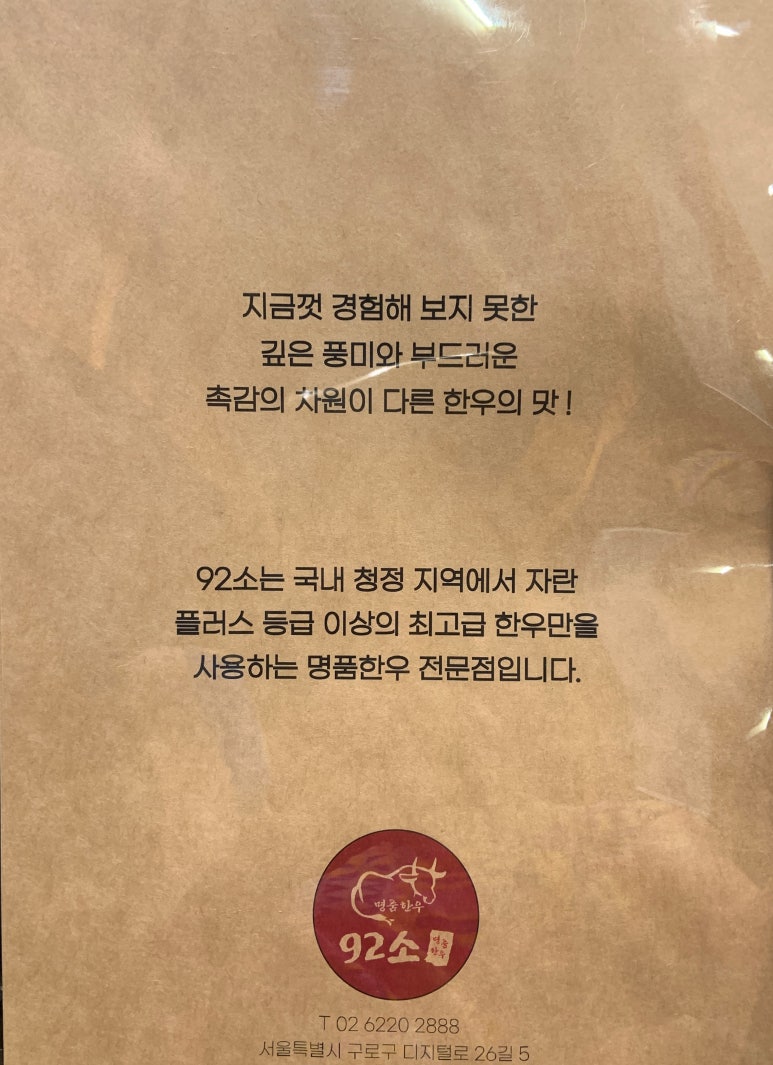 지금껏 경험해 보지 못한
깊은 풍미와 부드러운
촉감의 차원이 다른 한우의 맛!
92소는 국내 청정 지역에서 자란
플러스 등급 이상의 최고급 한우만을
사용하는 명품한우 전문점입니다.
명품한우
92소
명품
한우
T 02 6220 2888
서울특별시 구로구 디지털로 26길 5